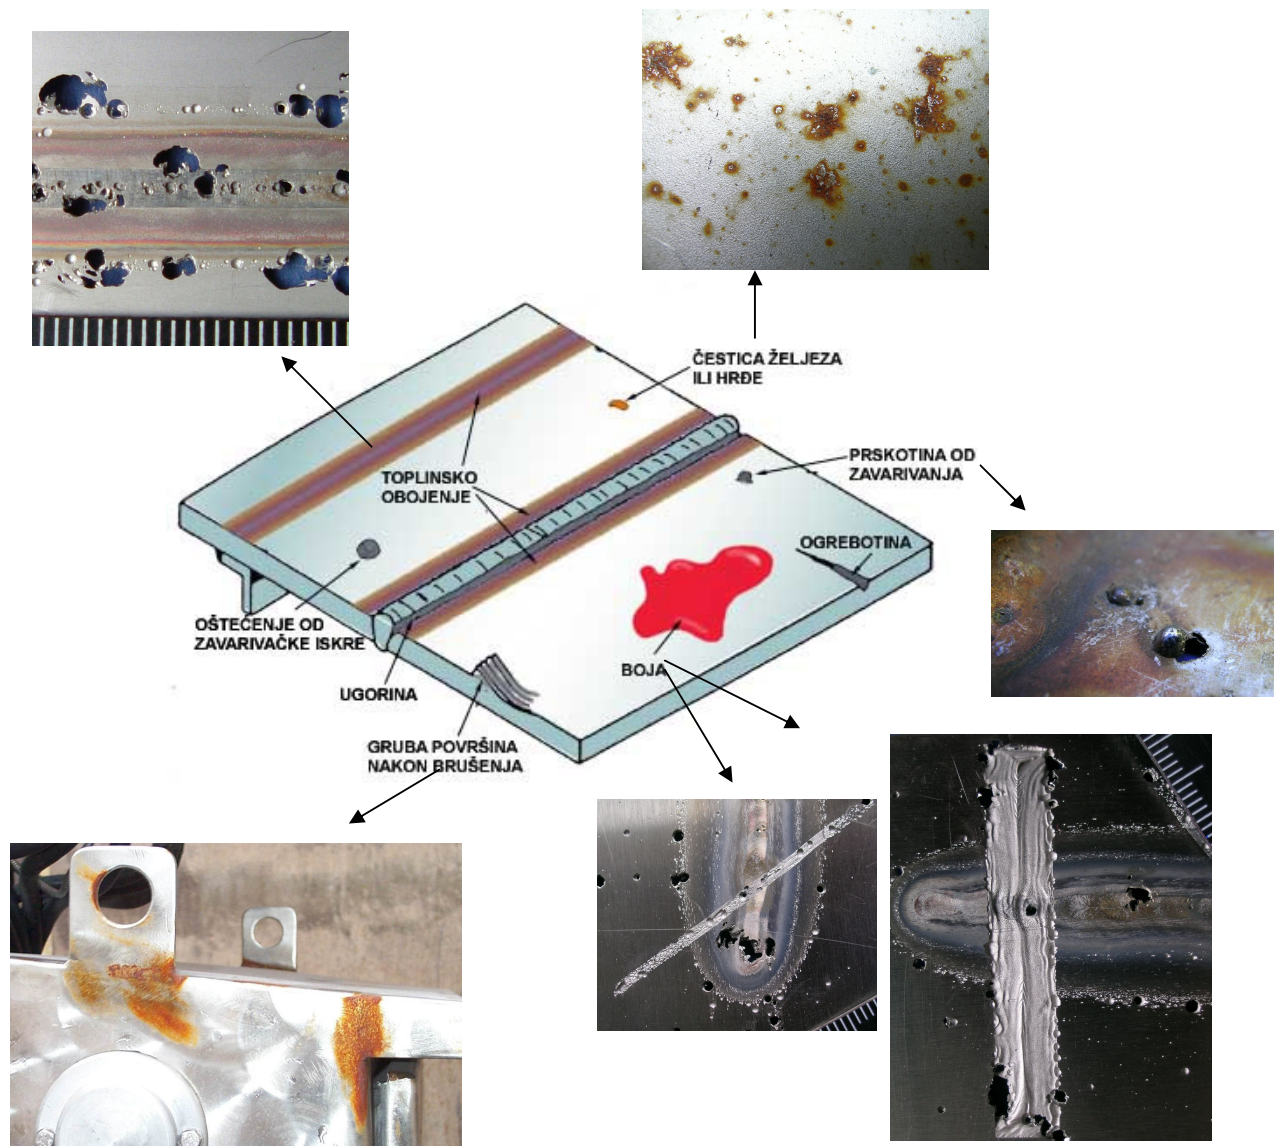 ČESTICA ŽELJEZA
ILI HRĐE
TOPLINSKO
OBOJENJE
PRSKOTINA OD
ZAVARIVANJA
OGREBOTINA
OŠTEĆENJE OD
ZAVARIVAČKE ISKRE
BOJA
UGORINA
GRUBA POVRŠINA
NAKON BRUŠENJA